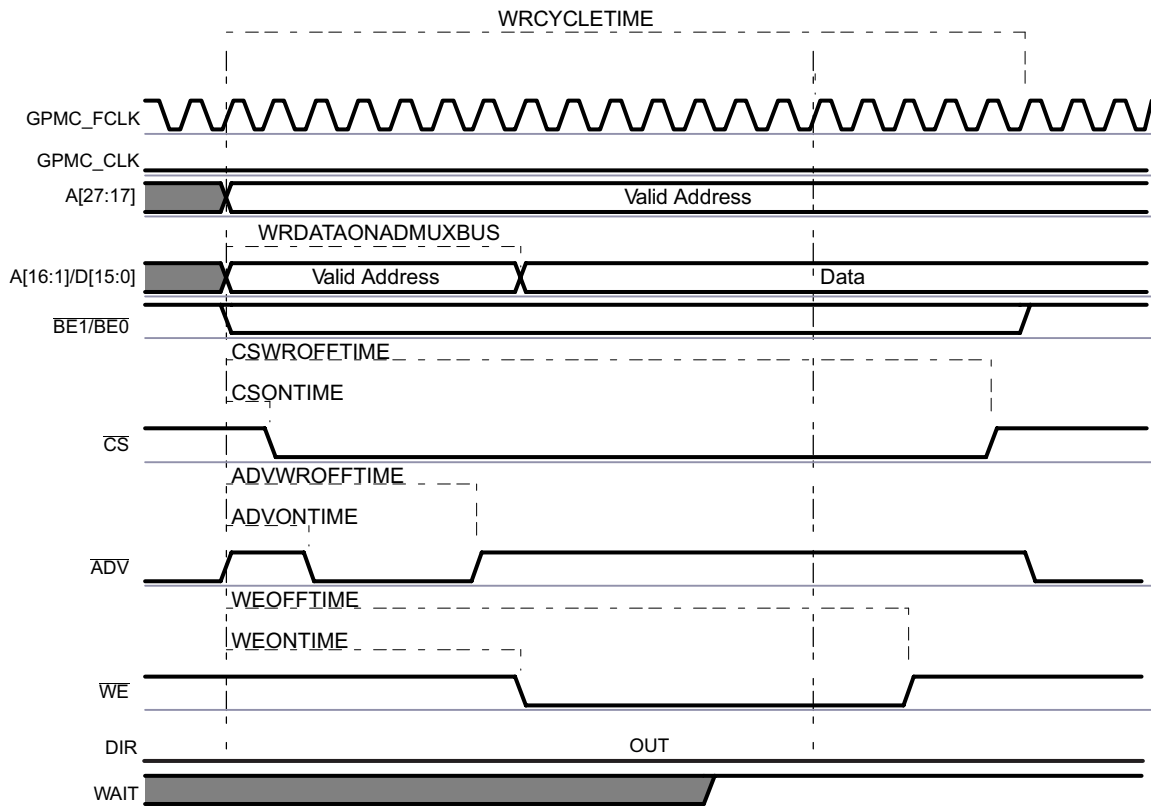 WRCYCLETIME
GPMC_FCLK
GPMC_CLK
A[27:17]
Valid Address
WRDATAONADMUXBUS
A[16:1]/D[15:0]
Valid Address
Data
BE1/BE0
CSWROFFTIME
CSONTIME
CS
ADVWROFFTIME
ADVONTIME
ADV
WEOFFTIME
WEONTIME
WE
DIR
OUT
WAIT